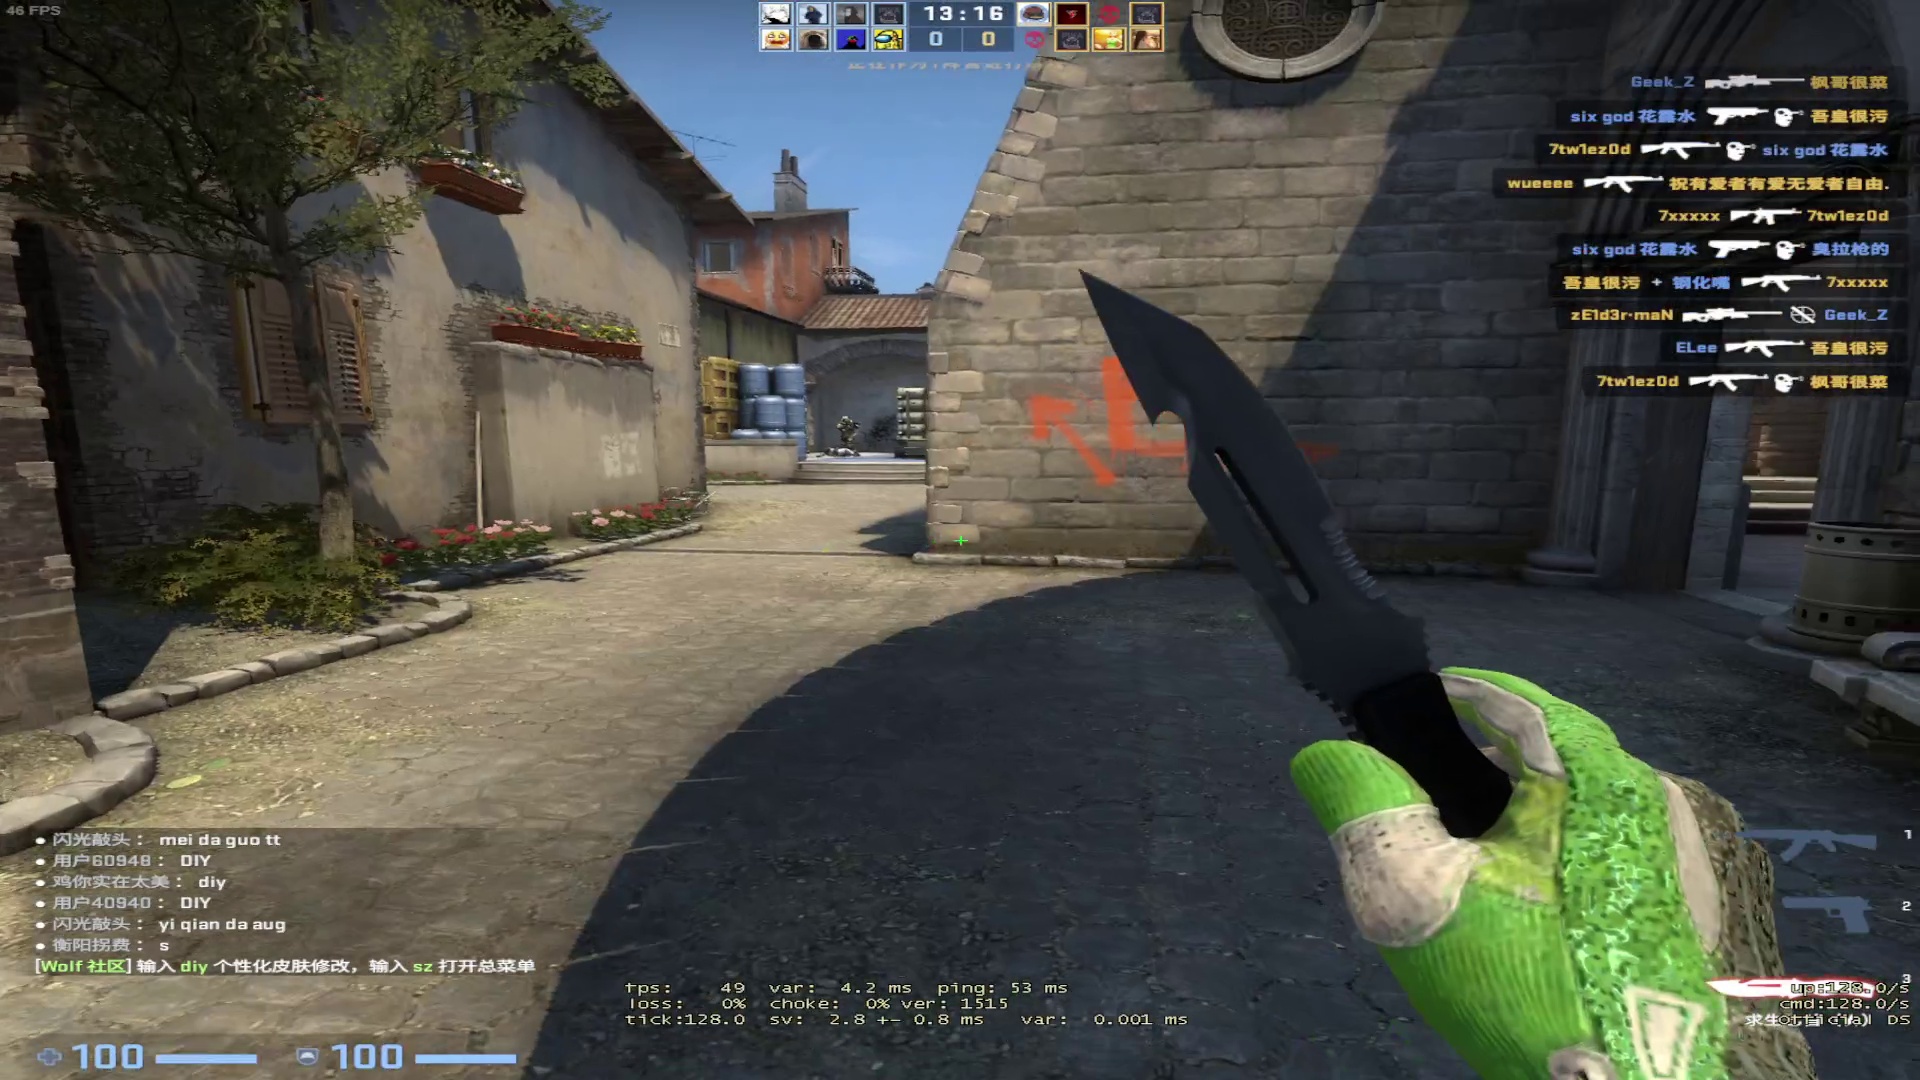 46 FPS
13:16
0 0
Geek_Z 枫哥很菜
six god 花露水 吾皇很污
7tw1ez0d six god 花露水
wueeee 祝有爱者有爱无爱者自由.
7xxxxx 7tw1ez0d
six god 花露水 奥拉枪的
吾皇很污 + 钢化嘴 7xxxxx
zE1d3r·maN Geek_Z
ELee 吾皇很污
7tw1ez0d 枫哥很菜
● 闪光敲头： mei da guo tt
● 用户60948： DIY
● 鸡你实在太美： diy
● 用户40940： DIY
● 闪光敲头： yi qian da aug
● 衡阳拐费： s
[Wolf 社区] 输入 diy 个性化皮肤修改，输入 sz 打开总菜单
fps: 49 var: 4.2 ms ping: 53 ms
loss: 0% choke: 0% ver: 1515
tick:128.0 sv: 2.8 +- 0.8 ms var: 0.001 ms
1
2
3
up:128.0/s
cmd:128.0/s
official DS
100 100